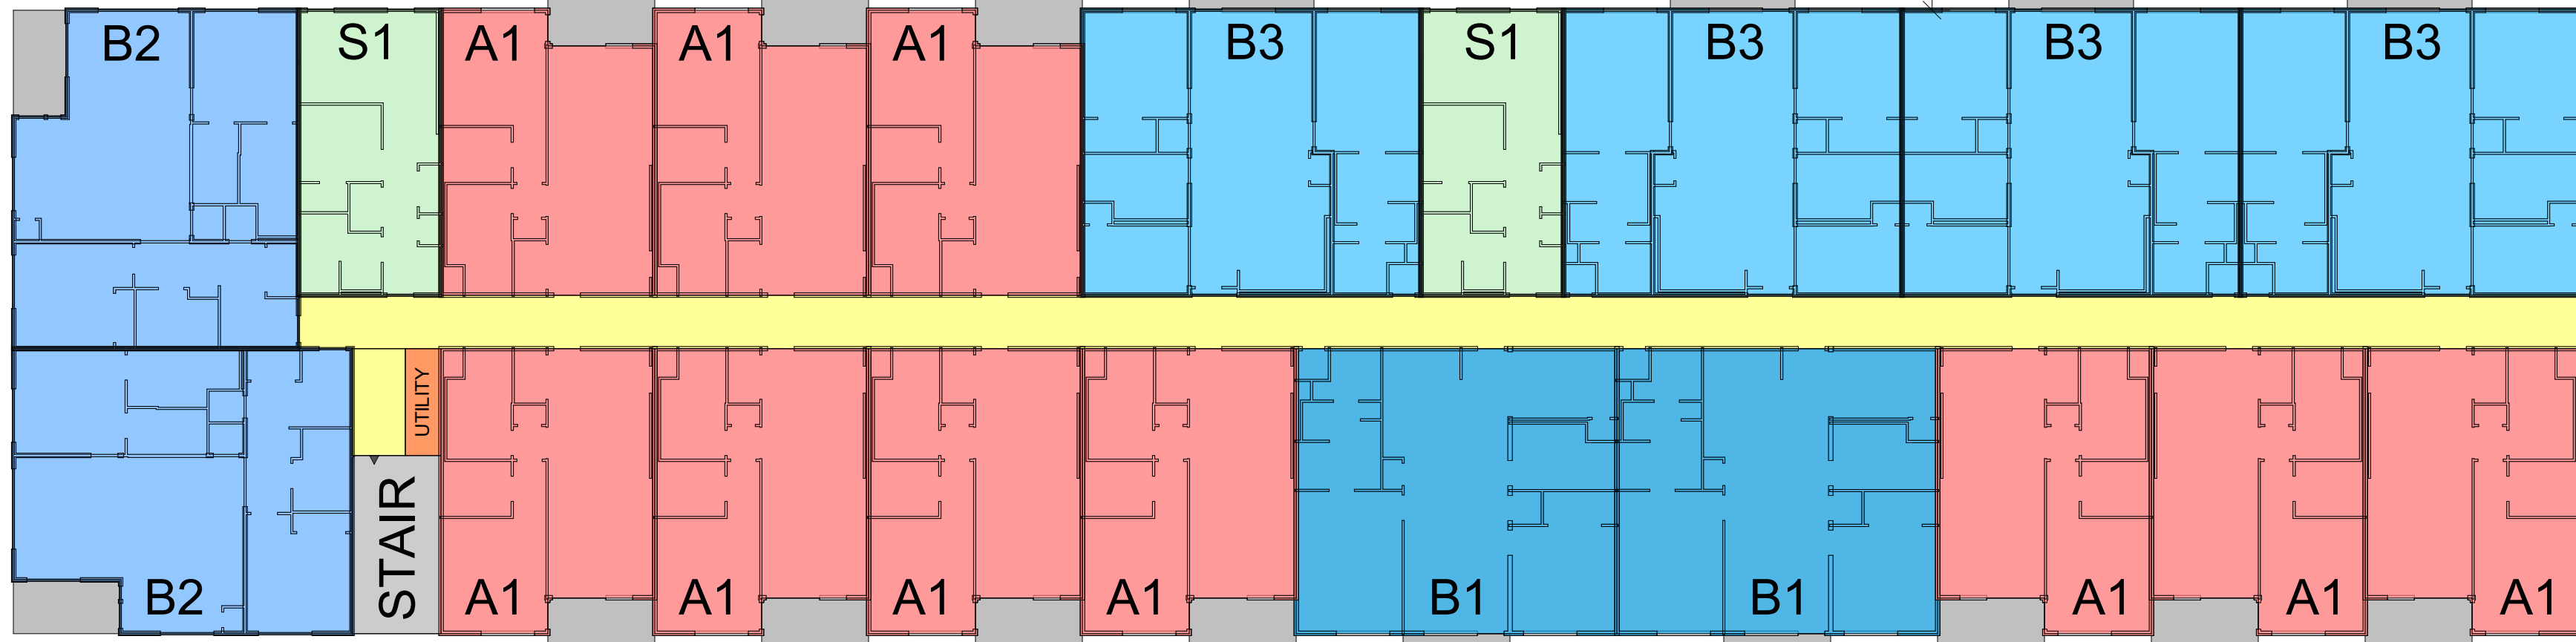 B2 S1 A1 A1 A1 B3 S1 B3 B3 B3
UTILITY
STAIR
B2 A1 A1 A1 A1 B1 B1 A1 A1 A1